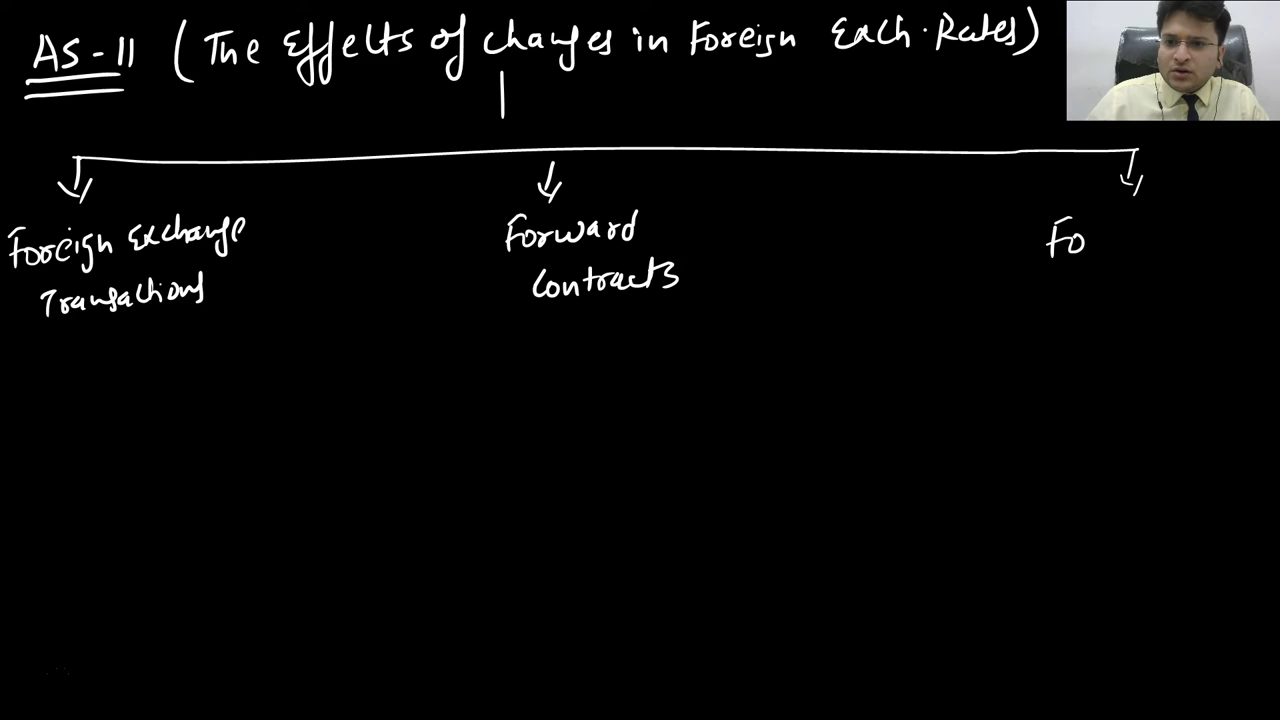 AS-11 (The Effects of changes in Foreign Exch. Rates)
Foreign Exchange
Transactions
Forward
Contracts
Fo